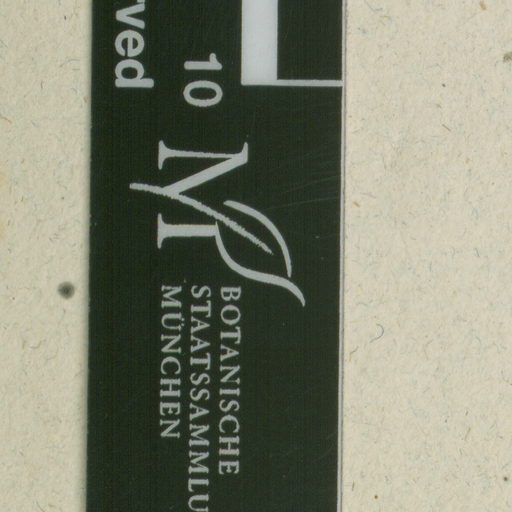 rved
10
BOTANISCHE
STAATSSAMMLU
MÜNCHEN